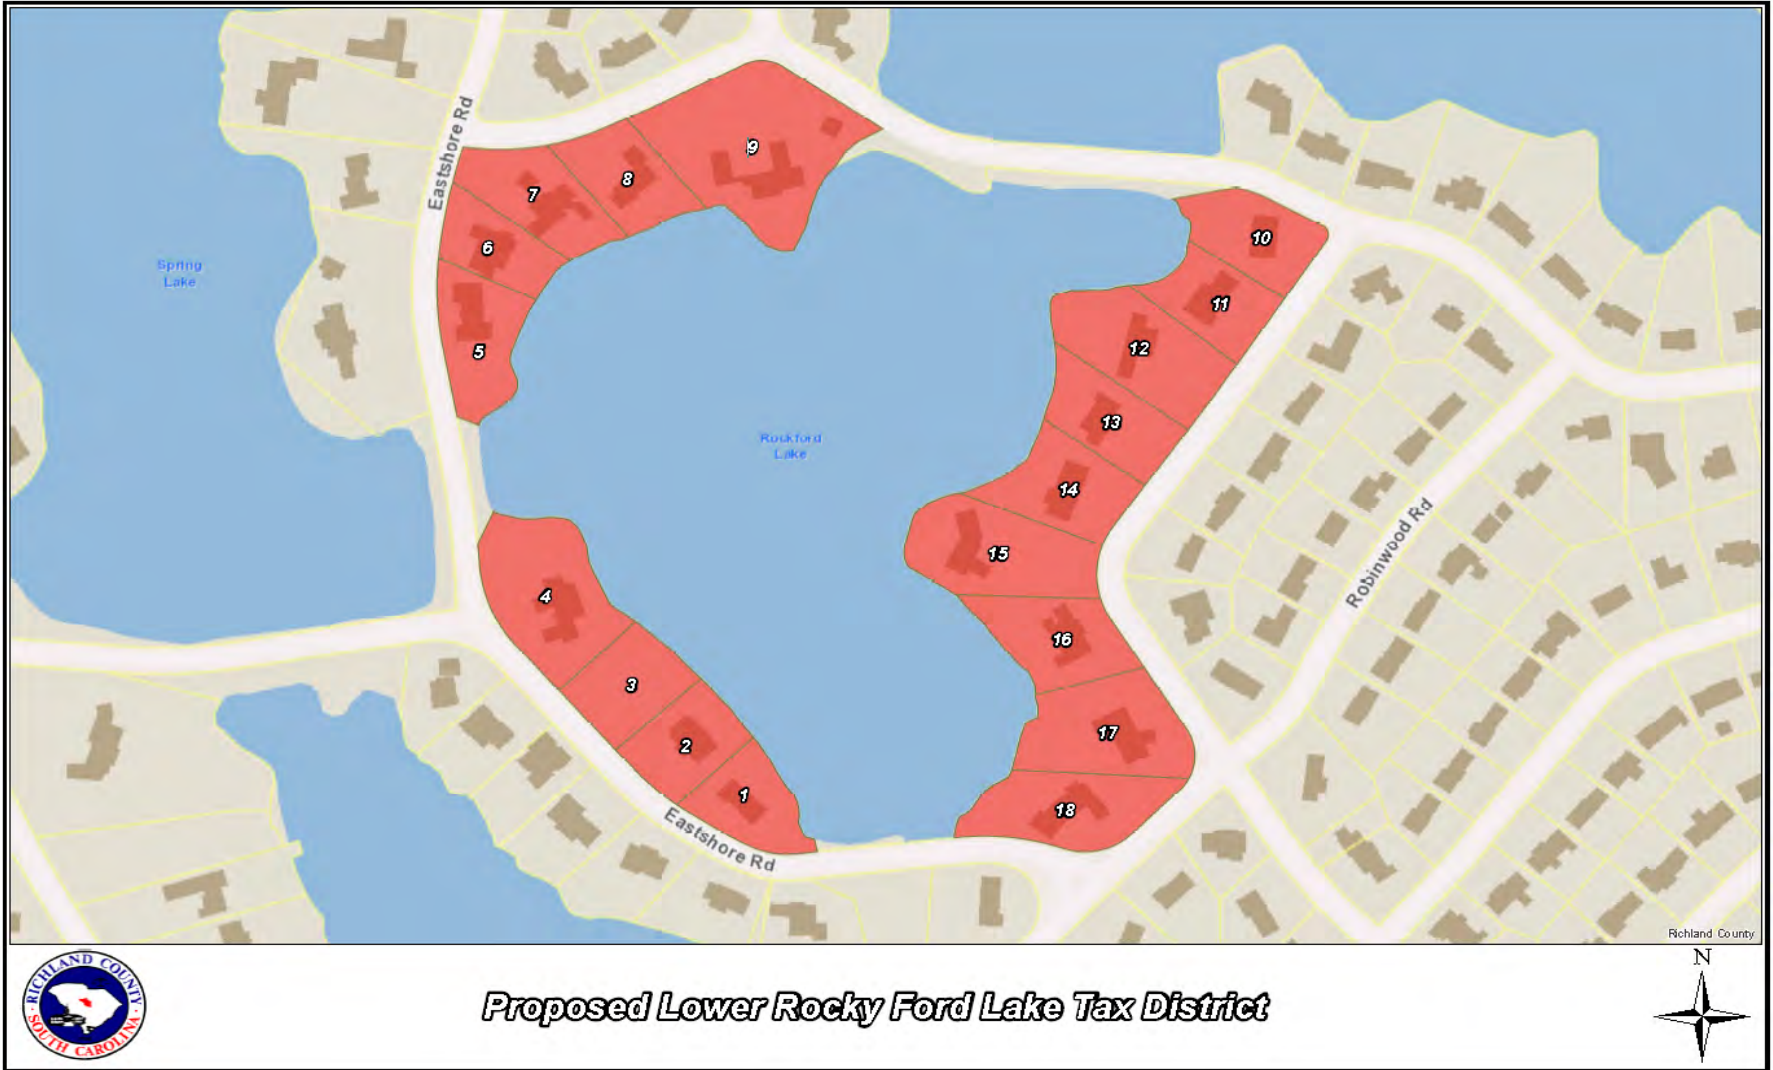 Eastshore Rd
9
8
7
6
10
Spring
Lake
11
12
5
13
Rockford
Lake
14
15
Robinwood Rd
4
16
3
17
2
1
18
Eastshore Rd
Richland County
RICHLAND COUNTY
SOUTH CAROLINA
Proposed Lower Rocky Ford Lake Tax District
N